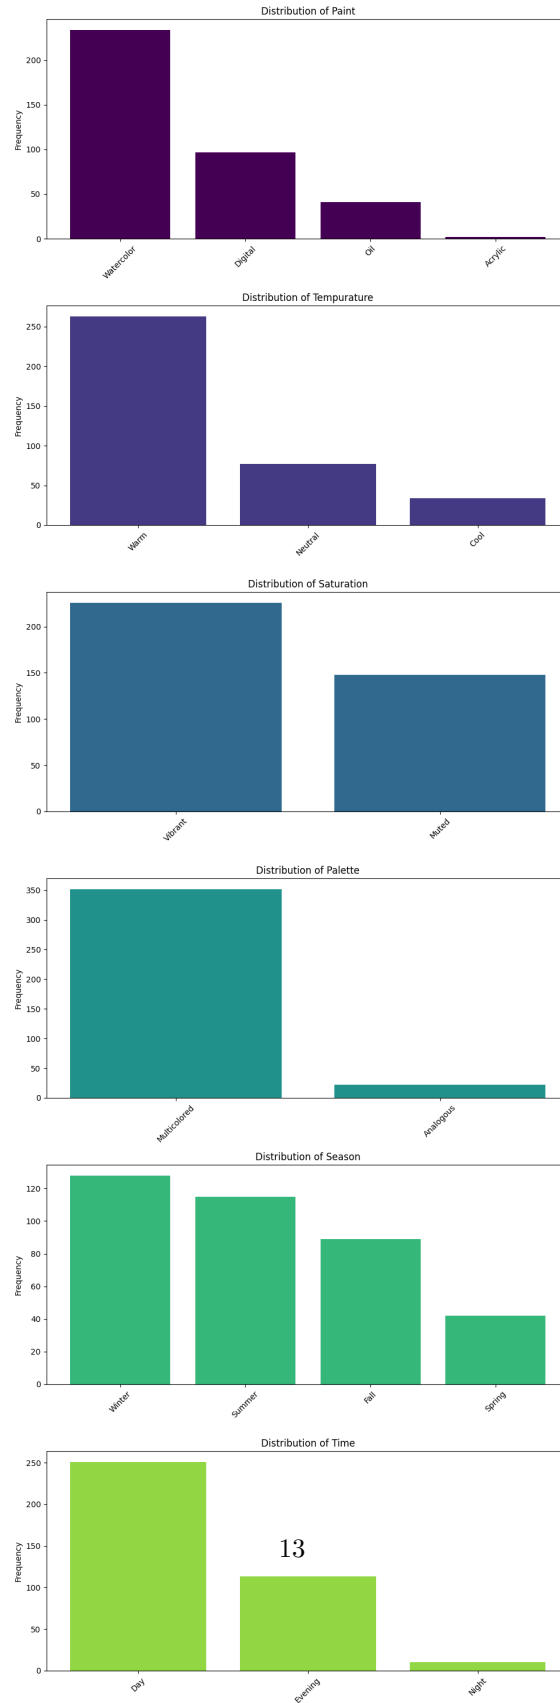 Distribution of Paint
200
150
100
50
0
Frequency
Watercolor
Digital
Oil
Acrylic
Distribution of Tempurature
250
200
150
100
50
0
Frequency
Warm
Neutral
Cool
Distribution of Saturation
200
150
100
50
0
Frequency
Vibrant
Muted
Distribution of Palette
350
300
250
200
150
100
50
0
Frequency
Multicolored
Analogous
Distribution of Season
120
100
80
60
40
20
0
Frequency
Winter
Summer
Fall
Spring
Distribution of Time
250
200
150
100
50
0
Frequency
13
Day
Evening
Night